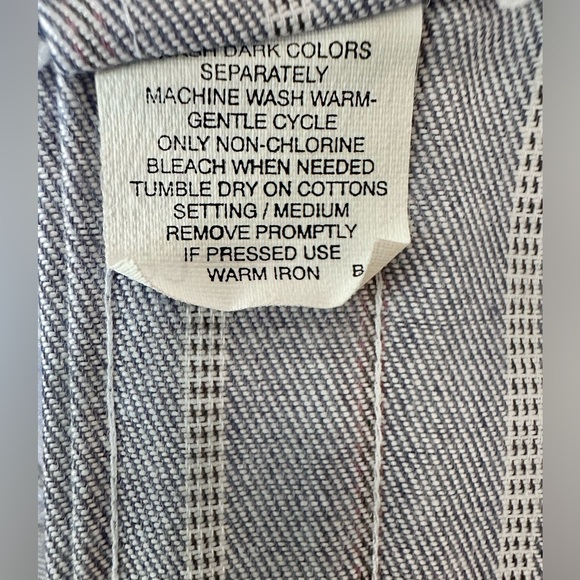 WASH DARK COLORS
SEPARATELY
MACHINE WASH WARM-
GENTLE CYCLE
ONLY NON-CHLORINE
BLEACH WHEN NEEDED
TUMBLE DRY ON COTTONS
SETTING / MEDIUM
REMOVE PROMPTLY
IF PRESSED USE
WARM IRON B